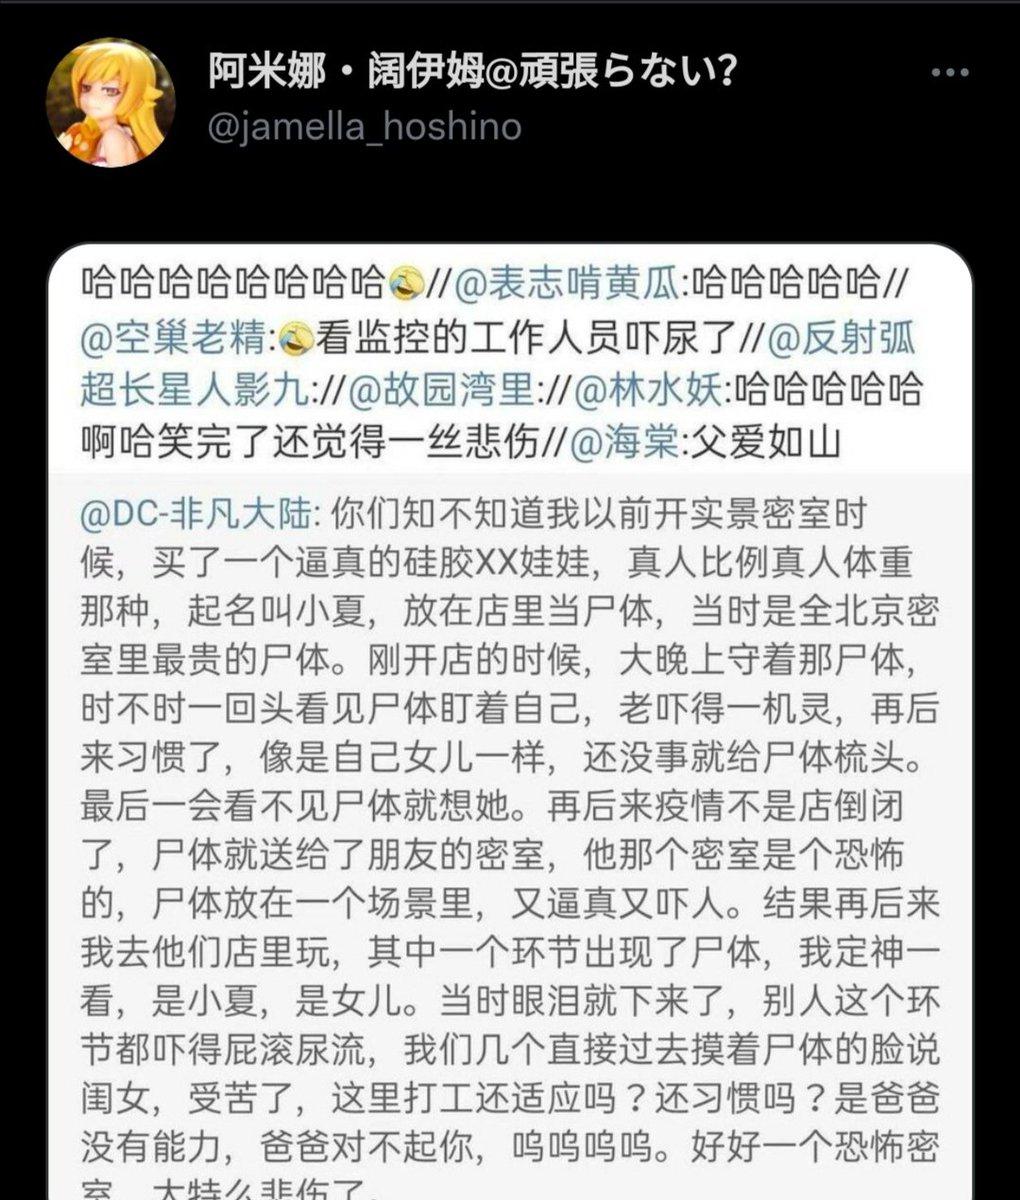 阿米娜・阔伊姆@頑張らない？
@jamella_hoshino
哈哈哈哈哈哈哈哈🤣//@表志啃黄瓜:哈哈哈哈哈//
@空巢老精:🤣看监控的工作人员吓尿了//@反射弧
超长星人影九://@故园湾里://@林水妖:哈哈哈哈哈
啊哈笑完了还觉得一丝悲伤//@海棠:父爱如山
@DC-非凡大陆: 你们知不知道我以前开实景密室时
候，买了一个逼真的硅胶XX娃娃，真人比例真人体重
那种，起名叫小夏，放在店里当尸体，当时是全北京密
室里最贵的尸体。刚开店的时候，大晚上守着那尸体，
时不时一回头看见尸体盯着自己，老吓得一机灵，再后
来习惯了，像是自己女儿一样，还没事就给尸体梳头。
最后一会看不见尸体就想她。再后来疫情不是店倒闭
了，尸体就送给了朋友的密室，他那个密室是个恐怖
的，尸体放在一个场景里，又逼真又吓人。结果再后来
我去他们店里玩，其中一个环节出现了尸体，我定神一
看，是小夏，是女儿。当时眼泪就下来了，别人这个环
节都吓得屁滚尿流，我们几个直接过去摸着尸体的脸说
闺女，受苦了，这里打工还适应吗？还习惯吗？是爸爸
没有能力，爸爸对不起你，呜呜呜呜。好好一个恐怖密
室，太特么悲伤了。